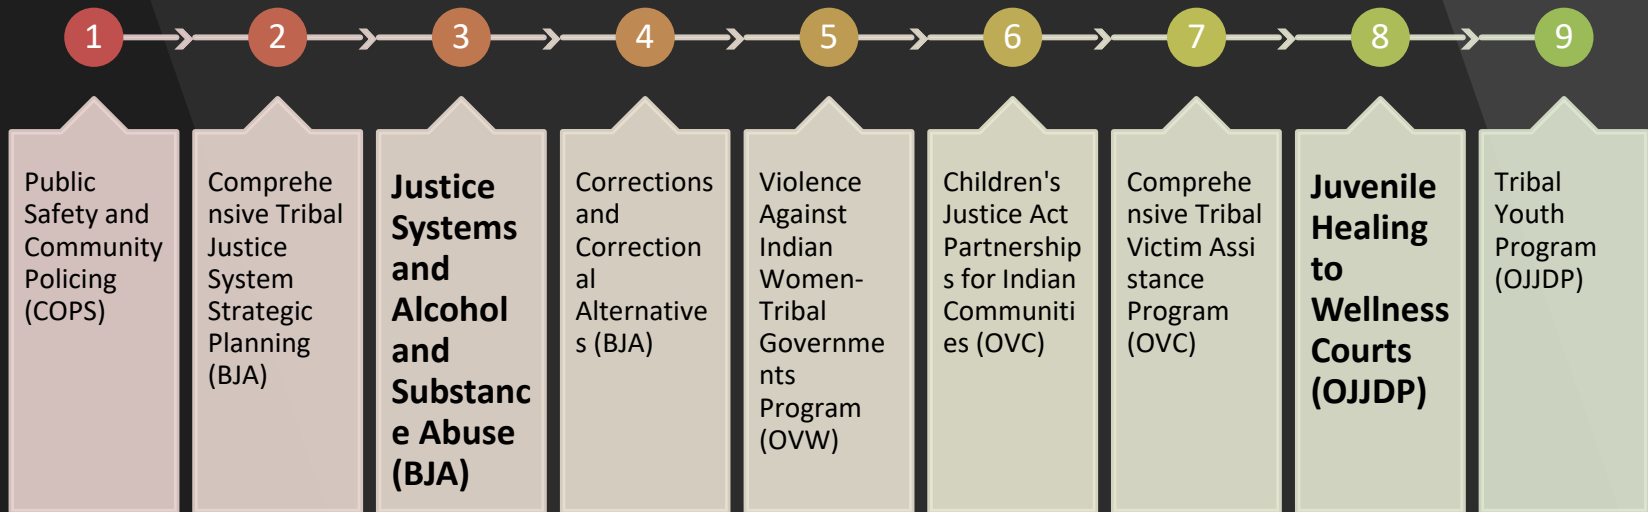 1
2
3
4
5
6
7
8
9
Public
Safety and
Community
Policing
(COPS)
Comprehe
nsive Tribal
Justice
System
Strategic
Planning
(BJA)
Justice
Systems
and
Alcohol
and
Substanc
e Abuse
(BJA)
Corrections
and
Correction
al
Alternative
s (BJA)
Violence
Against
Indian
Women-
Tribal
Governme
nts
Program
(OVW)
Children's
Justice Act
Partnership
s for Indian
Communiti
es (OVC)
Comprehe
nsive Tribal
Victim Assi
stance
Program
(OVC)
Juvenile
Healing
to
Wellness
Courts
(OJJDP)
Tribal
Youth
Program
(OJJDP)